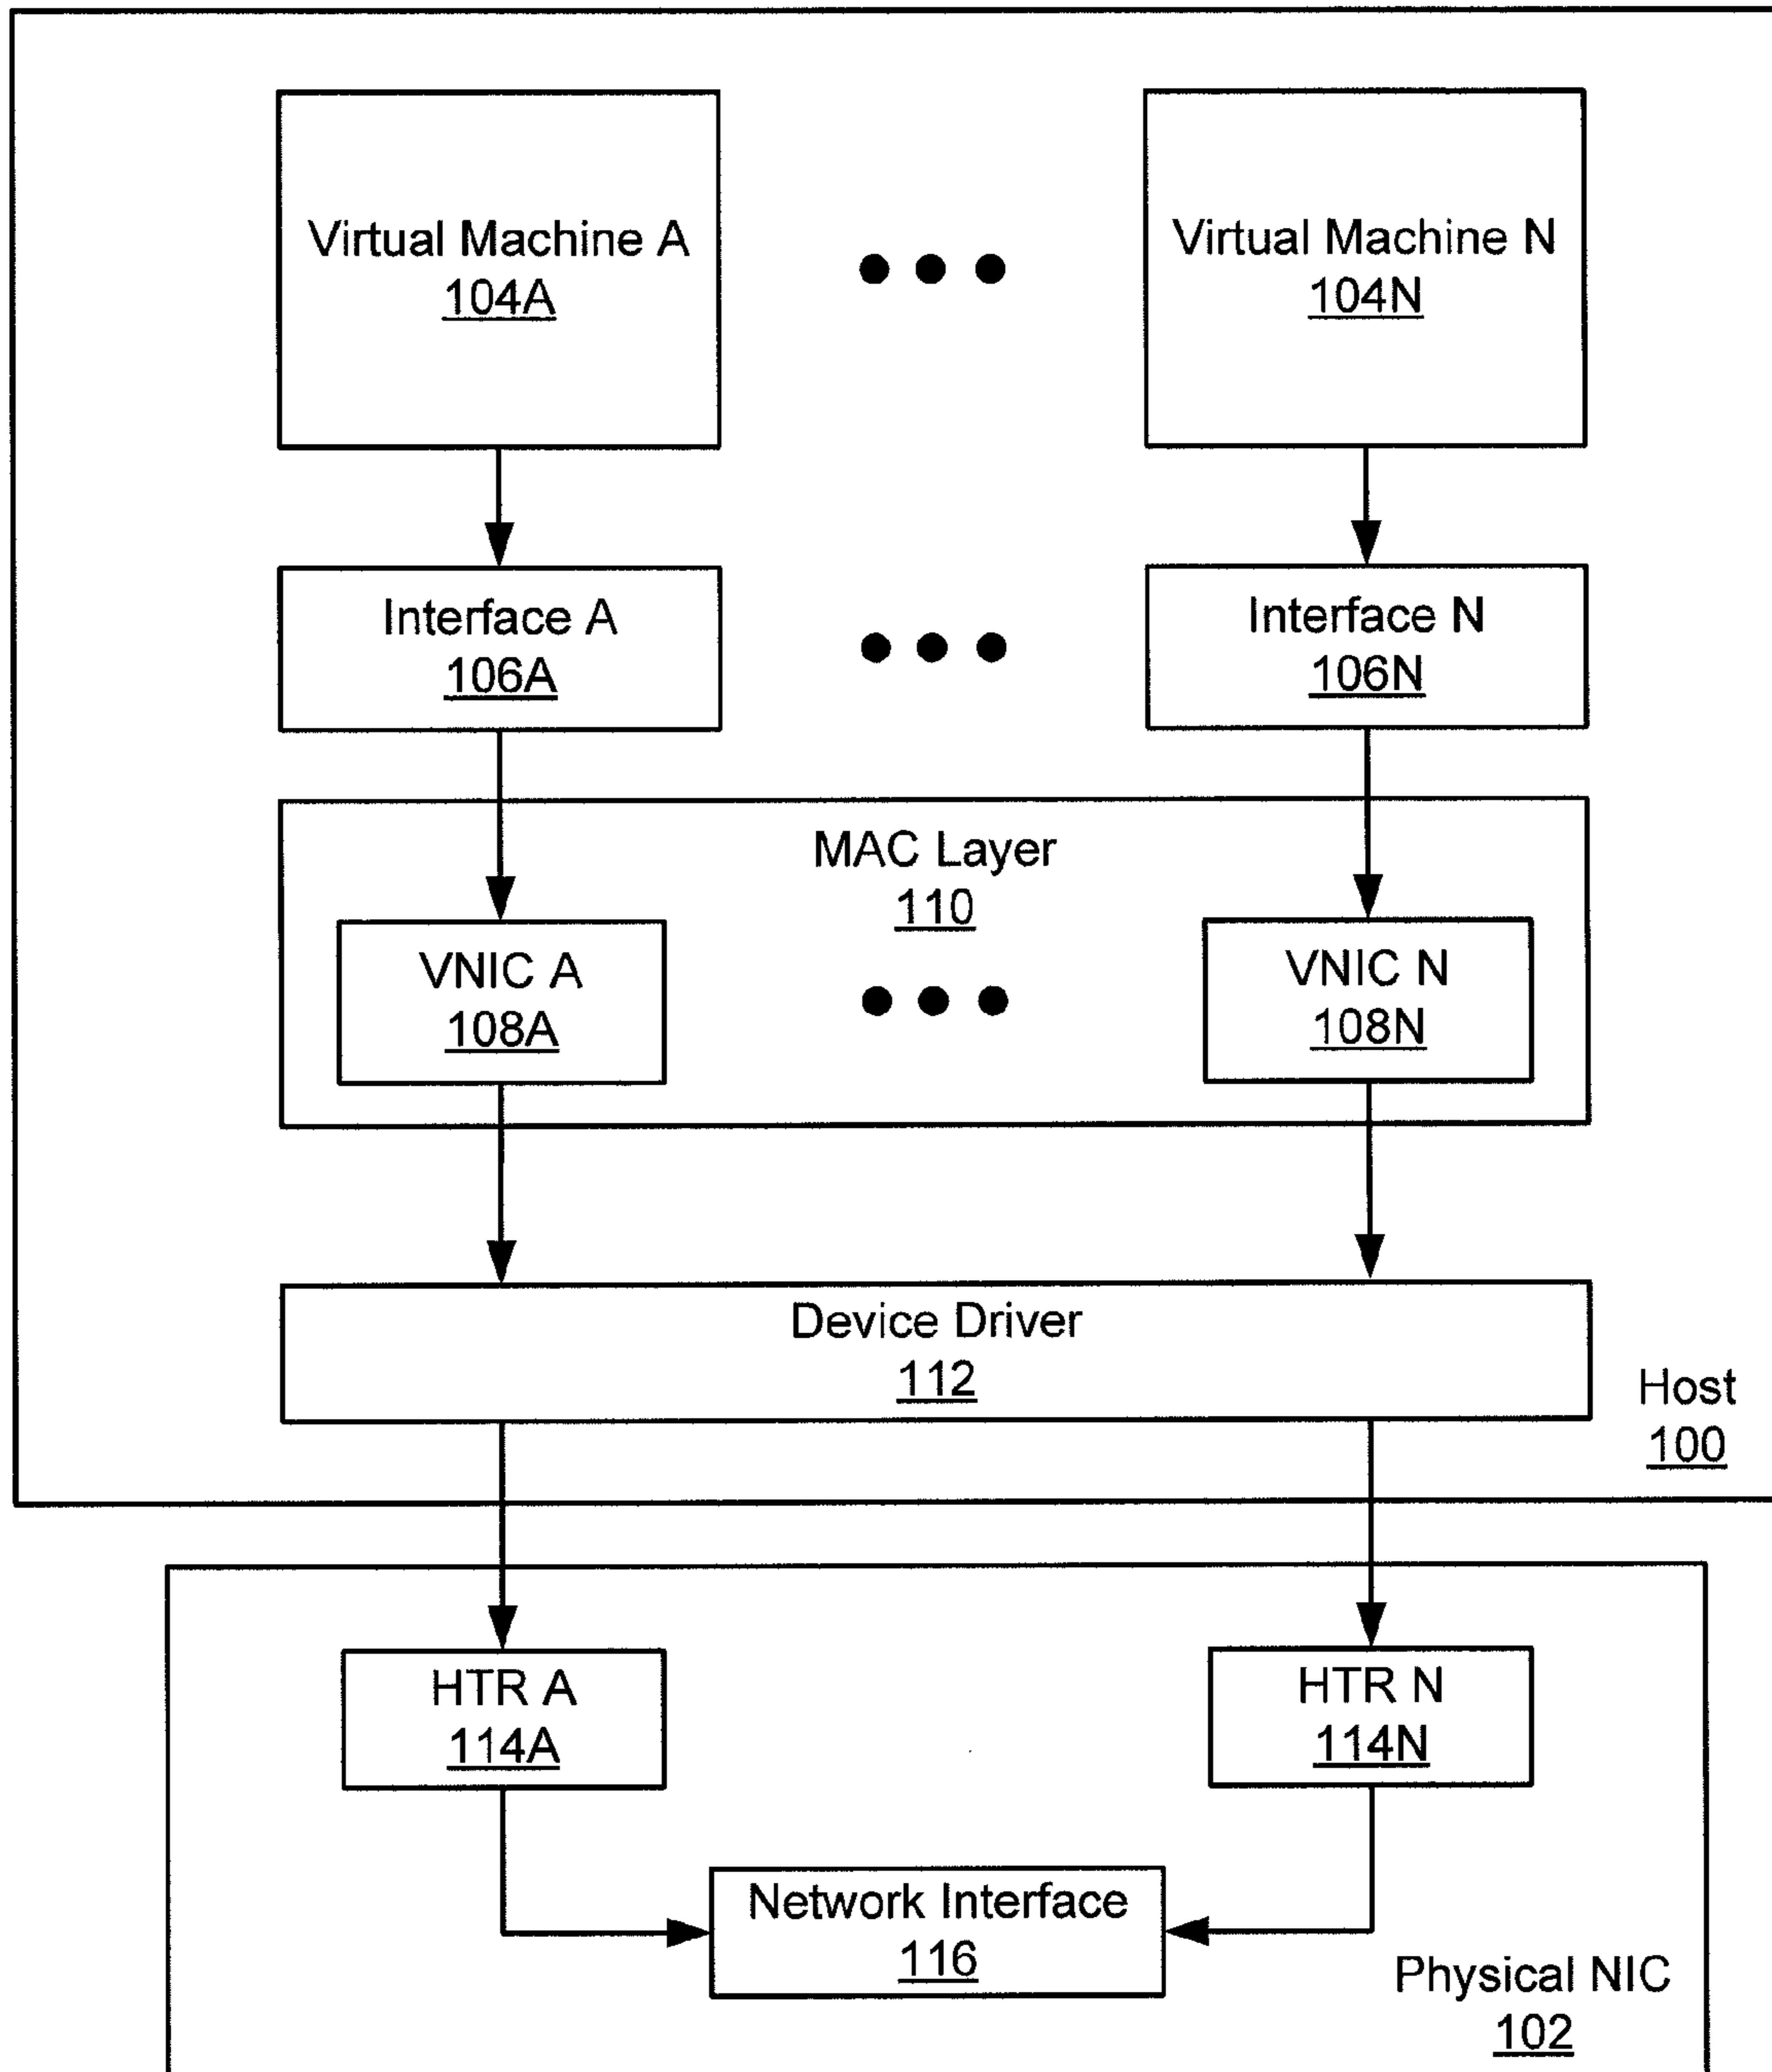 Virtual Machine A
104A
Virtual Machine N
104N
Interface A
106A
Interface N
106N
MAC Layer
110
VNIC A
108A
VNIC N
108N
Device Driver
112
Host
100
HTR A
114A
HTR N
114N
Network Interface
116
Physical NIC
102